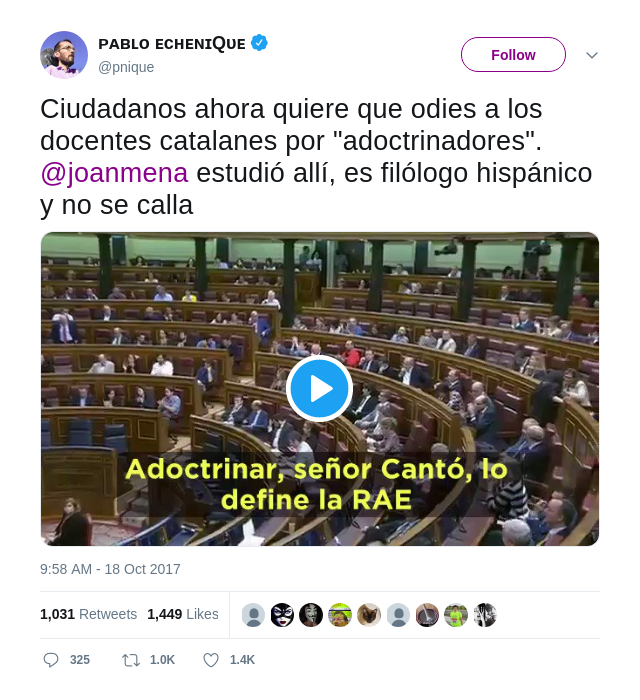 PABLO ECHENIQUE
@pnique
Follow
Ciudadanos ahora quiere que odies a los
docentes catalanes por "adoctrinadores".
@joanmena estudió allí, es filólogo hispánico
y no se calla
Adoctrinar, señor Cantó, lo
define la RAE
9:58 AM - 18 Oct 2017
1,031 Retweets 1,449 Likes
325 1.0K 1.4K